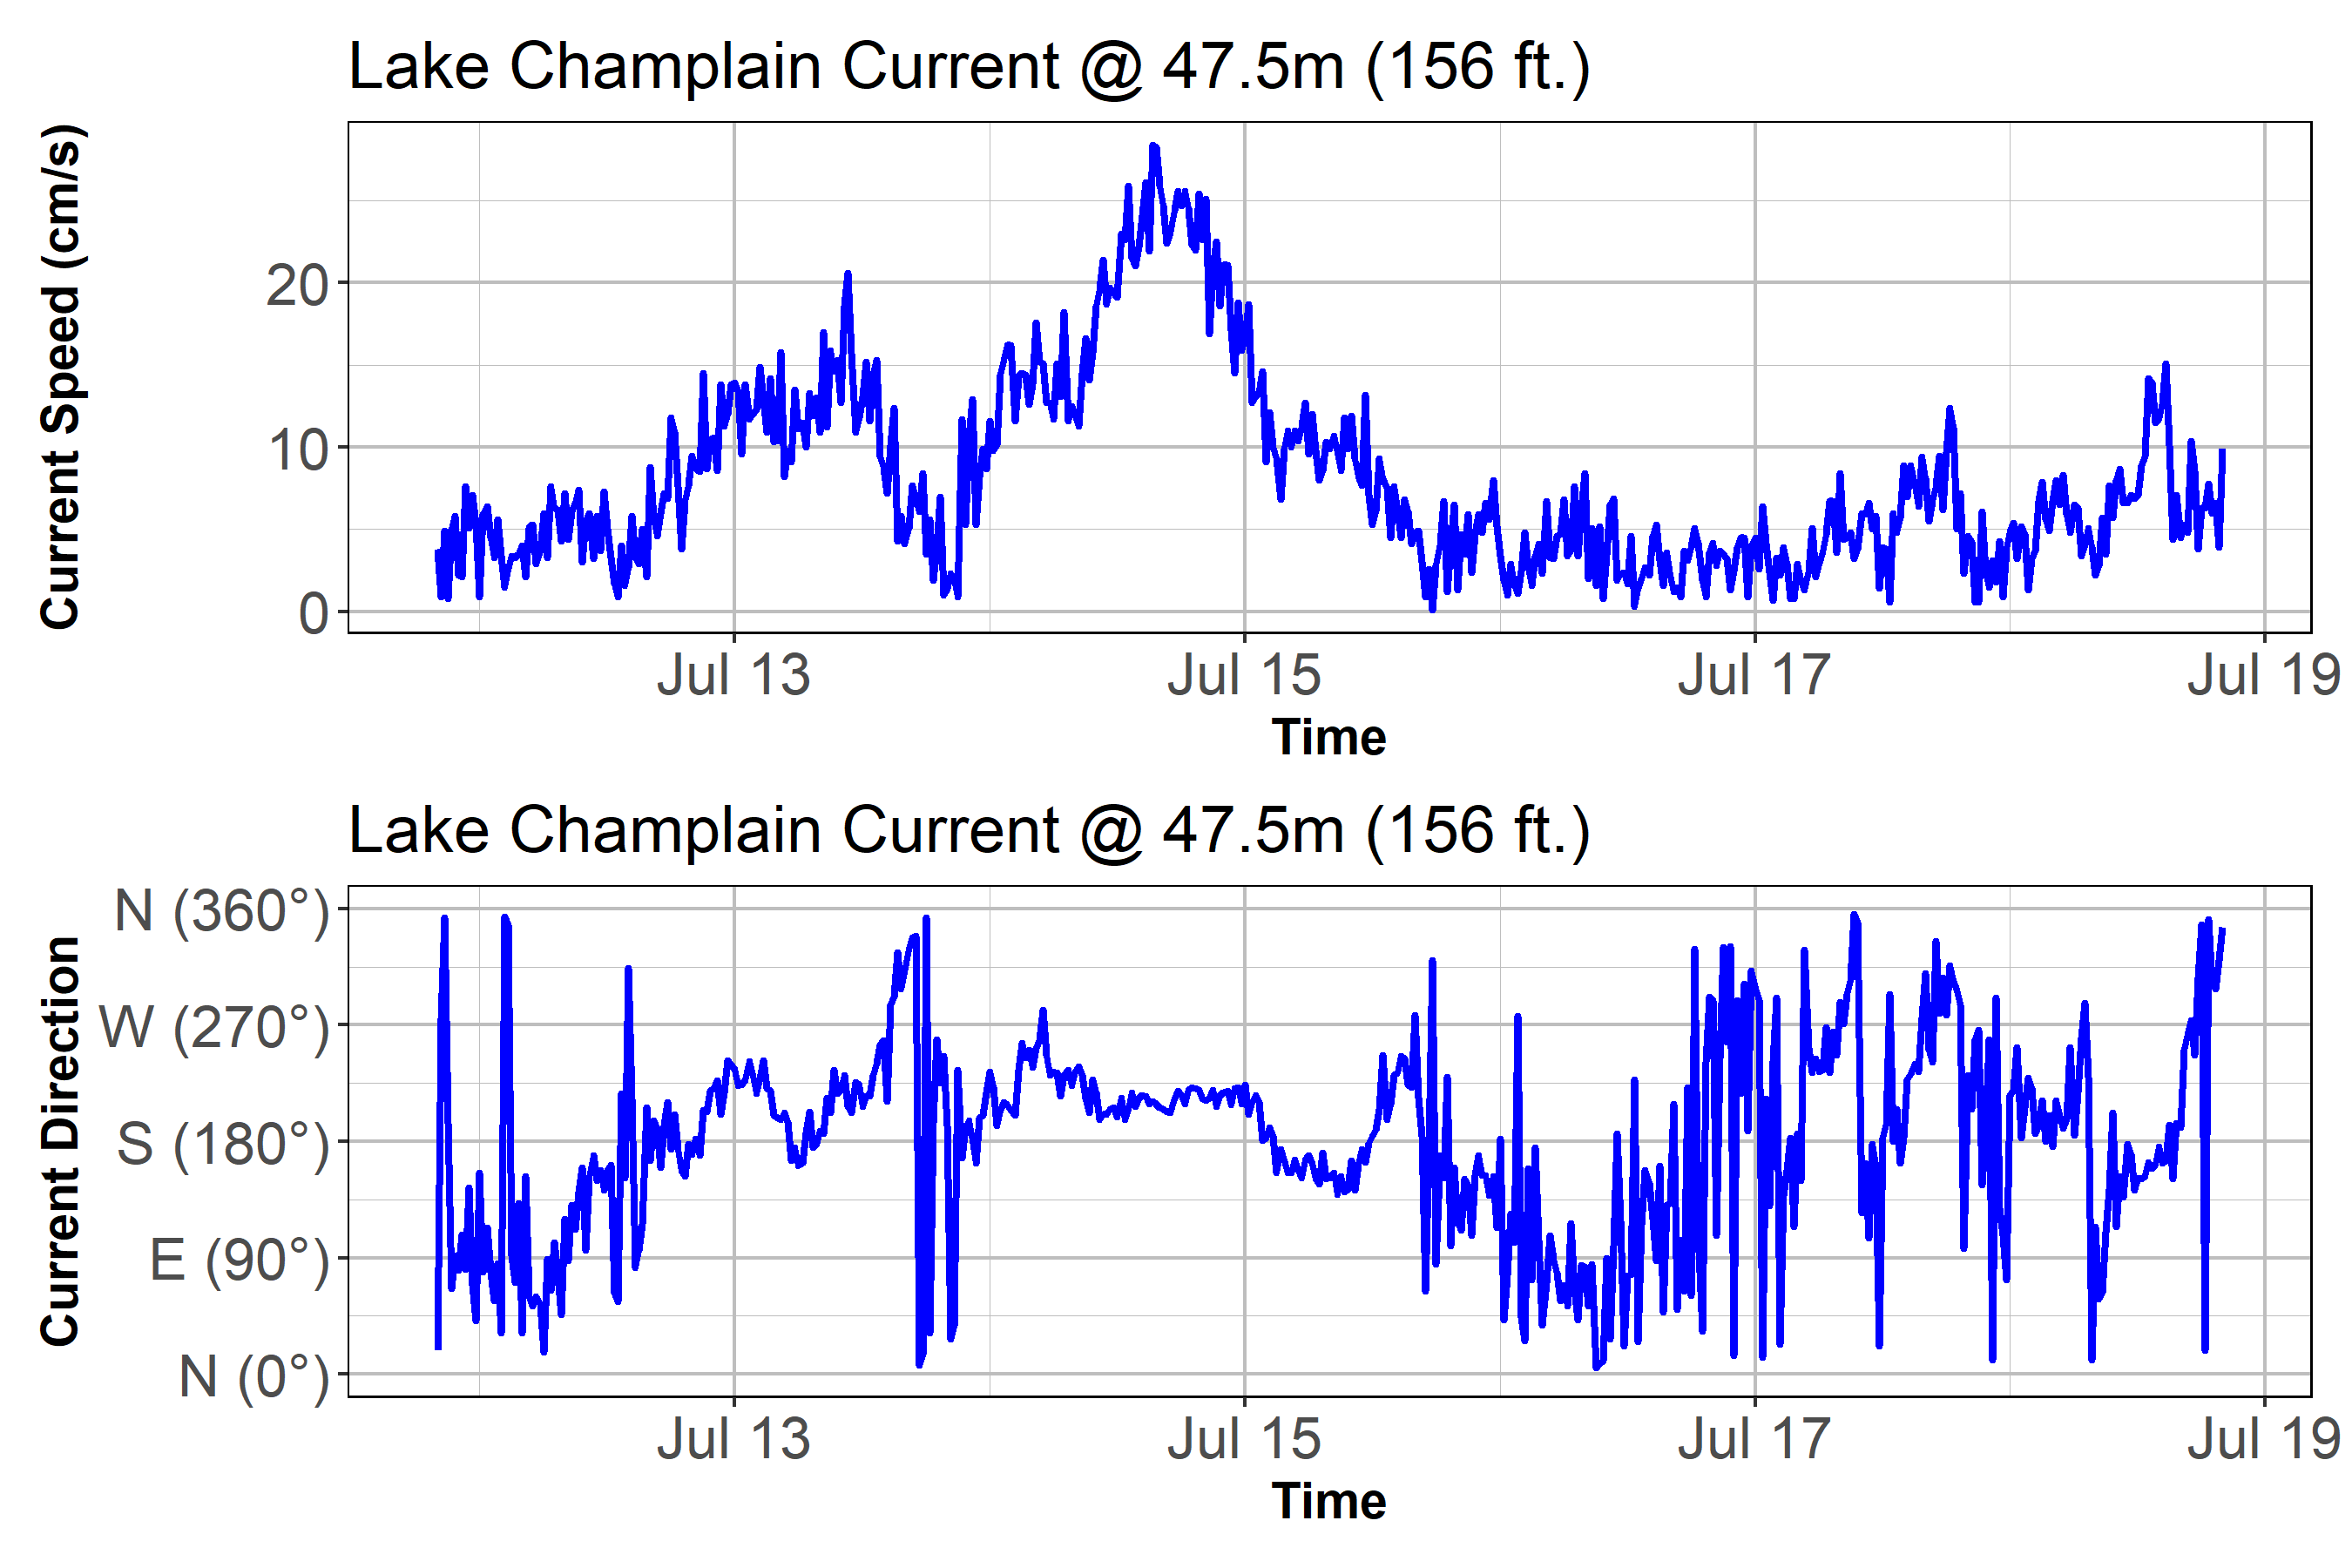 Lake Champlain Current @ 47.5m (156 ft.)
Current Speed (cm/s)
20
10
0
Jul 13
Jul 15
Jul 17
Jul 19
Time
Lake Champlain Current @ 47.5m (156 ft.)
Current Direction
N (360°)
W (270°)
S (180°)
E (90°)
N (0°)
Jul 13
Jul 15
Jul 17
Jul 19
Time